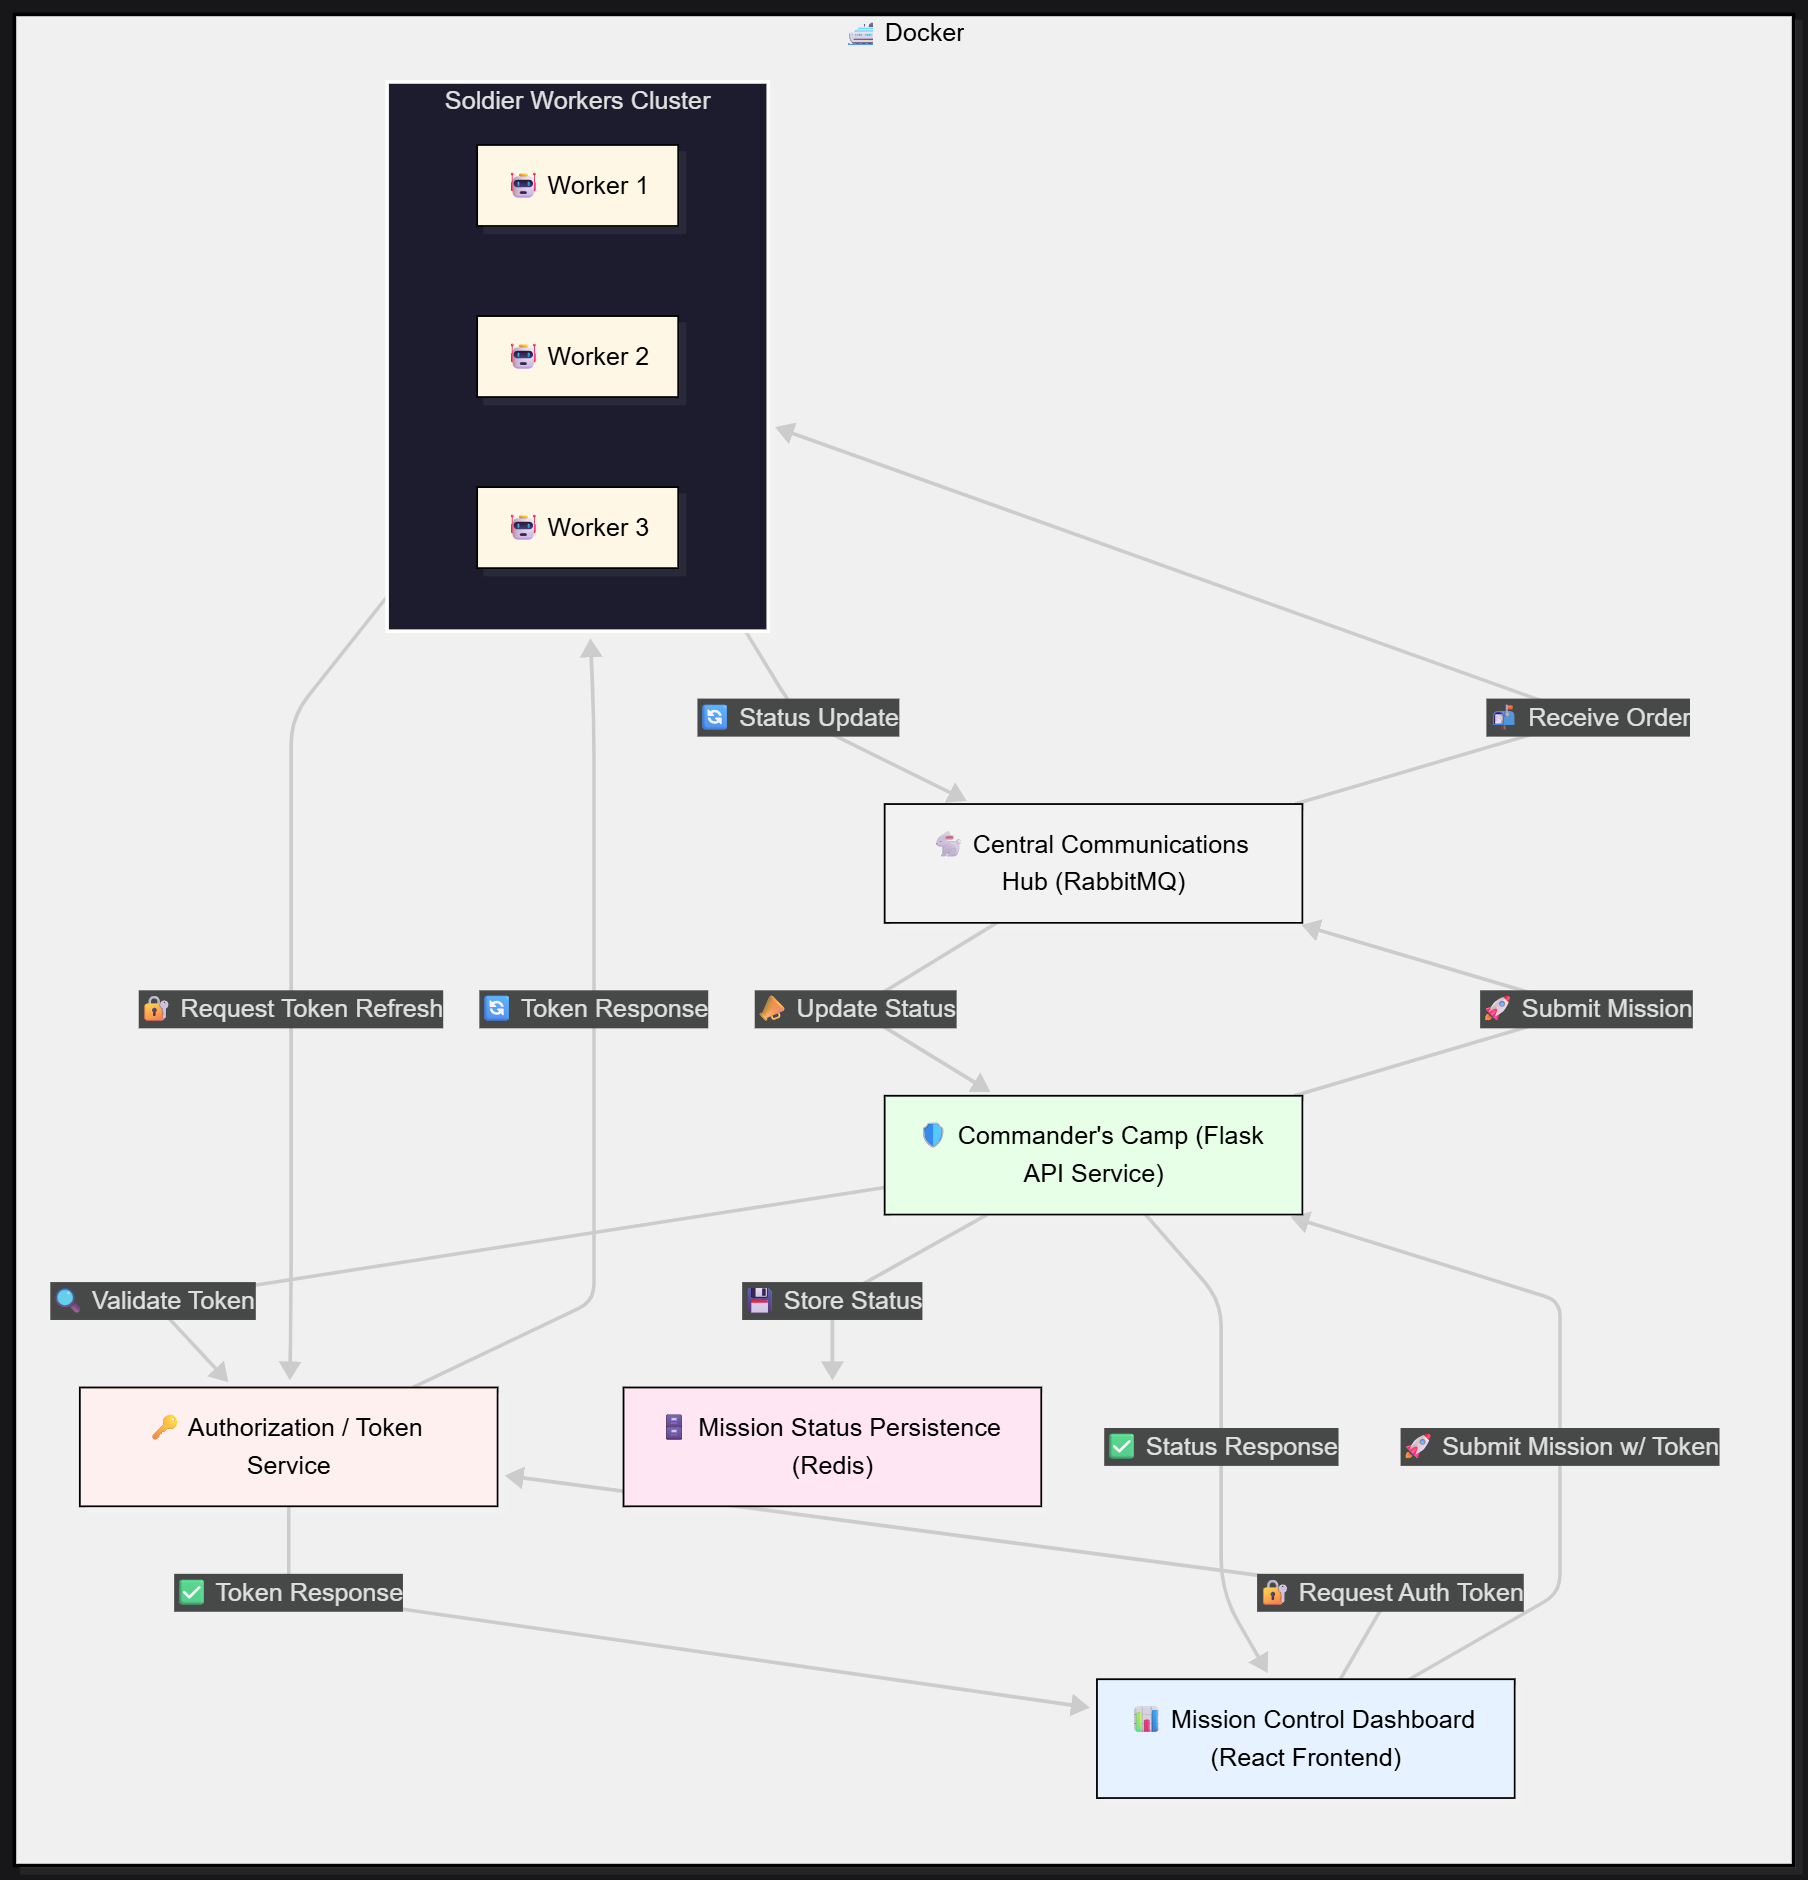 Docker
Soldier Workers Cluster
Worker 1
Worker 2
Worker 3
Status Update
Receive Order
Central Communications
Hub (RabbitMQ)
Request Token Refresh
Token Response
Update Status
Submit Mission
Commander's Camp (Flask
API Service)
Validate Token
Store Status
Authorization / Token
Service
Mission Status Persistence
(Redis)
Status Response
Submit Mission w/ Token
Token Response
Request Auth Token
Mission Control Dashboard
(React Frontend)